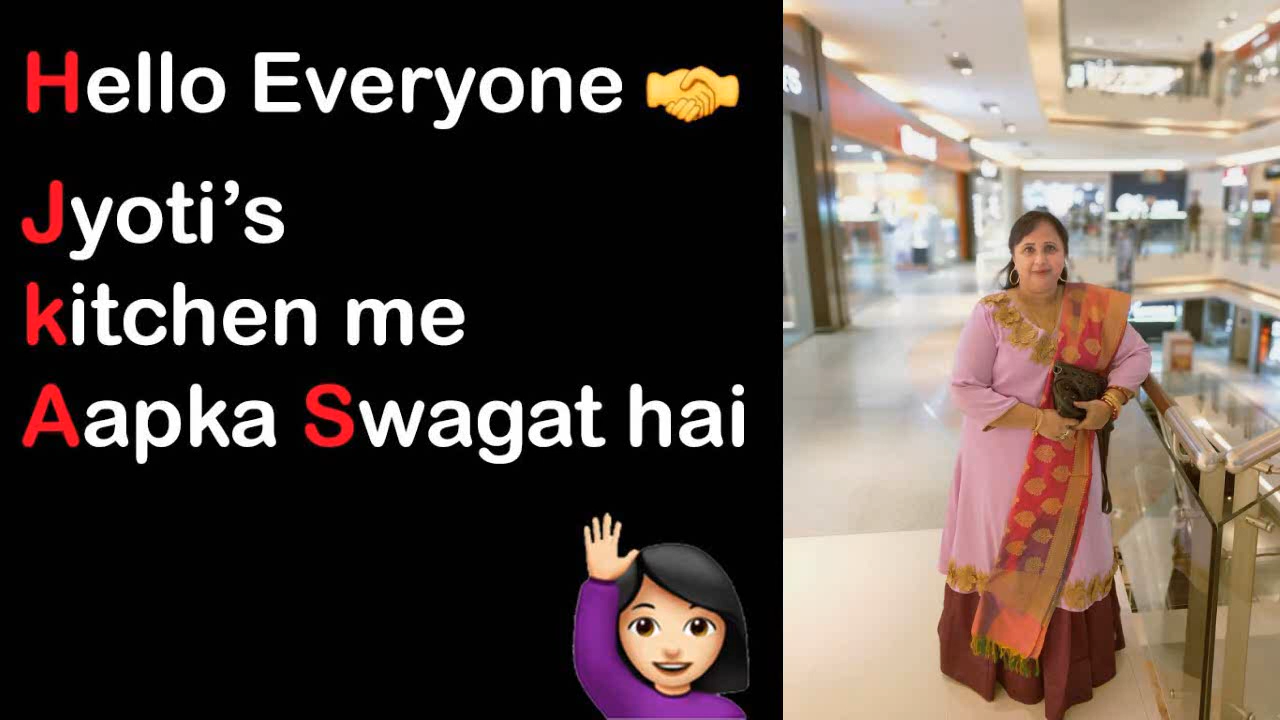 Hello Everyone 🤝
Jyoti’s
kitchen me
Aapka Swagat hai